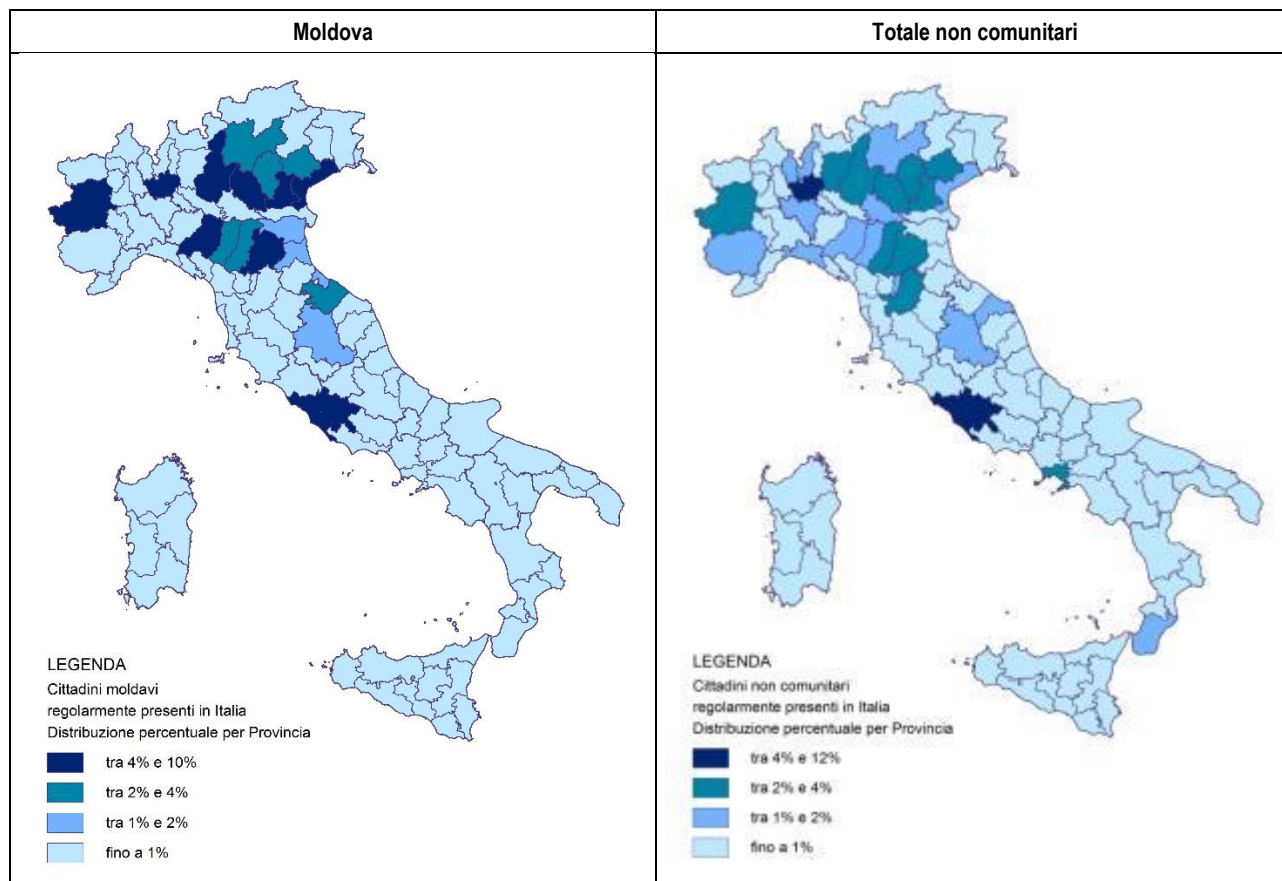 Moldova
Totale non comunitari
LEGENDA
Cittadini moldavi
regolarmente presenti in Italia
Distribuzione percentuale per Provincia
tra 4% e 10%
tra 2% e 4%
tra 1% e 2%
fino a 1%
LEGENDA
Cittadini non comunitari
regolarmente presenti in Italia
Distribuzione percentuale per Provincia
tra 4% e 12%
tra 2% e 4%
tra 1% e 2%
fino a 1%